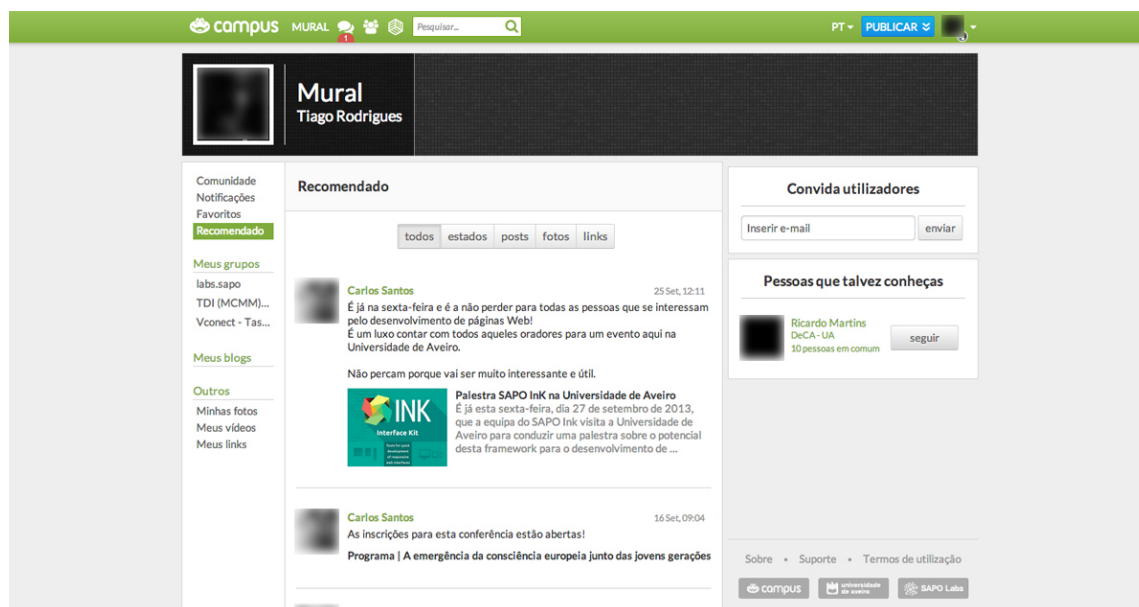 campus MURAL 1 Pesquisar... PT PUBLICAR
Mural
Tiago Rodrigues
Comunidade
Notificações
Favoritos
Recomendado
Meus grupos
labs.sapo
TDI (MCMM)...
Vconect - Tas...
Meus blogs
Outros
Minhas fotos
Meus vídeos
Meus links
Recomendado
todos estados posts fotos links
Carlos Santos 25 Set, 12:11
É já na sexta-feira e é a não perder para todas as pessoas que se interessam
pelo desenvolvimento de páginas Web!
É um luxo contar com todos aqueles oradores para um evento aqui na
Universidade de Aveiro.
Não percam porque vai ser muito interessante e útil.
INK
Interface Kit
Tools for quick
development
of responsive
web interfaces
Palestra SAPO InK na Universidade de Aveiro
É já esta sexta-feira, dia 27 de setembro de 2013,
que a equipa do SAPO Ink visita a Universidade de
Aveiro para conduzir uma palestra sobre o potencial
desta framework para o desenvolvimento de ...
Carlos Santos 16 Set, 09:04
As inscrições para esta conferência estão abertas!
Programa | A emergência da consciência europeia junto das jovens gerações
Convida utilizadores
Inserir e-mail enviar
Pessoas que talvez conheças
Ricardo Martins
DeCA - UA
10 pessoas em comum
seguir
Sobre • Suporte • Termos de utilização
campus universidade de aveiro SAPO Labs